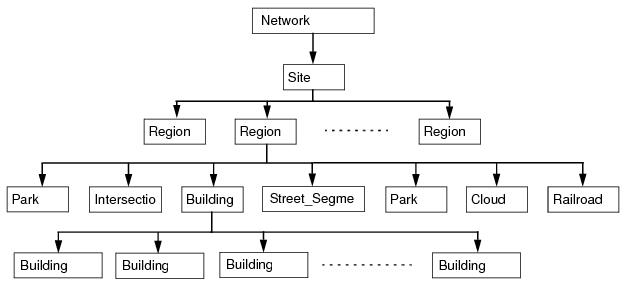 Network
Site
Region Region Region
Park Intersectio Building Street_Segme Park Cloud Railroad
Building Building Building Building